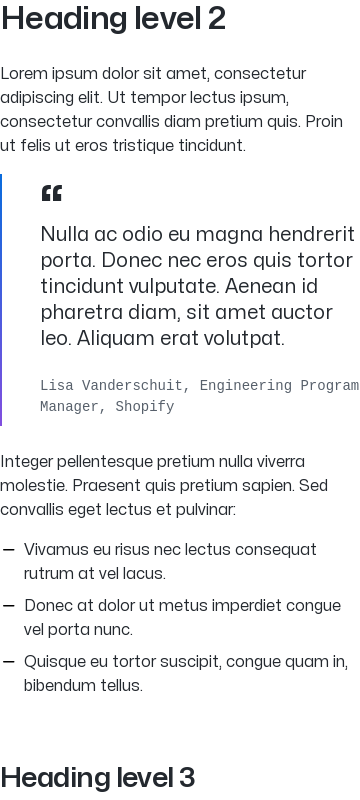 Heading level 2
Lorem ipsum dolor sit amet, consectetur
adipiscing elit. Ut tempor lectus ipsum,
consectetur convallis diam pretium quis. Proin
ut felis ut eros tristique tincidunt.
“
Nulla ac odio eu magna hendrerit
porta. Donec nec eros quis tortor
tincidunt vulputate. Aenean id
pharetra diam, sit amet auctor
leo. Aliquam erat volutpat.
Lisa Vanderschuit, Engineering Program
Manager, Shopify
Integer pellentesque pretium nulla viverra
molestie. Praesent quis pretium sapien. Sed
convallis eget lectus et pulvinar:
— Vivamus eu risus nec lectus consequat
rutrum at vel lacus.
— Donec at dolor ut metus imperdiet congue
vel porta nunc.
— Quisque eu tortor suscipit, congue quam in,
bibendum tellus.
Heading level 3